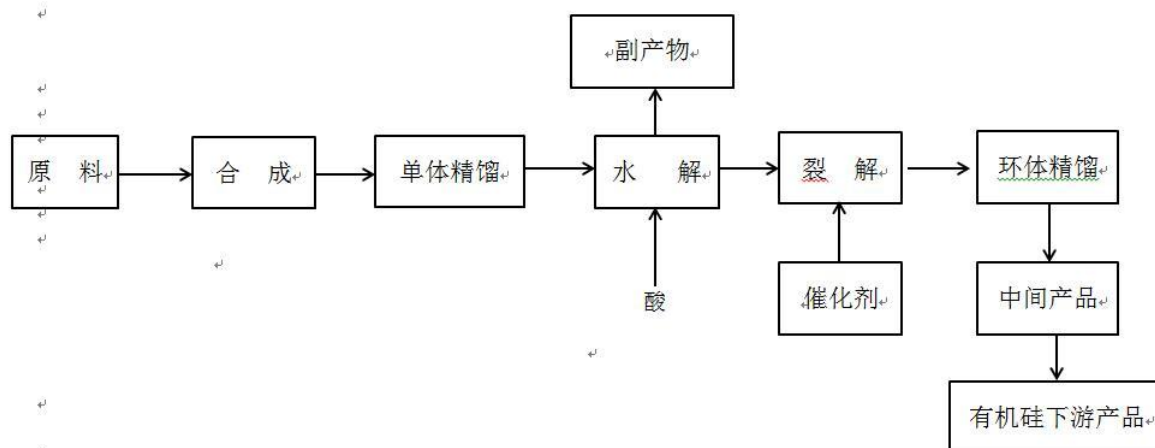 副产物
原料
合成
单体精馏
水解
裂解
环体精馏
酸
催化剂
中间产品
有机硅下游产品